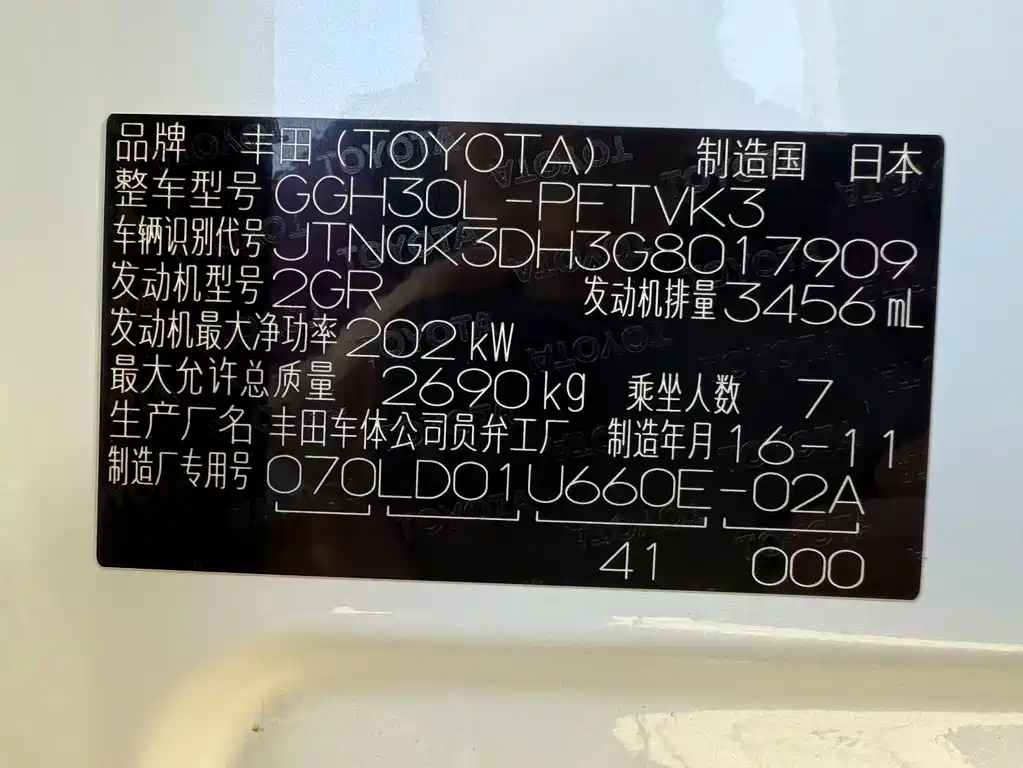 品牌 丰田(TOYOTA) 制造国 日本
整车型号 GGH30L-PFTVK3
车辆识别代号 JTNGK3DH3G8017909
发动机型号 2GR 发动机排量 3456 mL
发动机最大净功率 202 kW
最大允许总质量 2690 kg 乘坐人数 7
生产厂名 丰田车体公司员弁工厂 制造年月 16-11
制造厂专用号 070LD01U660E-02A
41 000